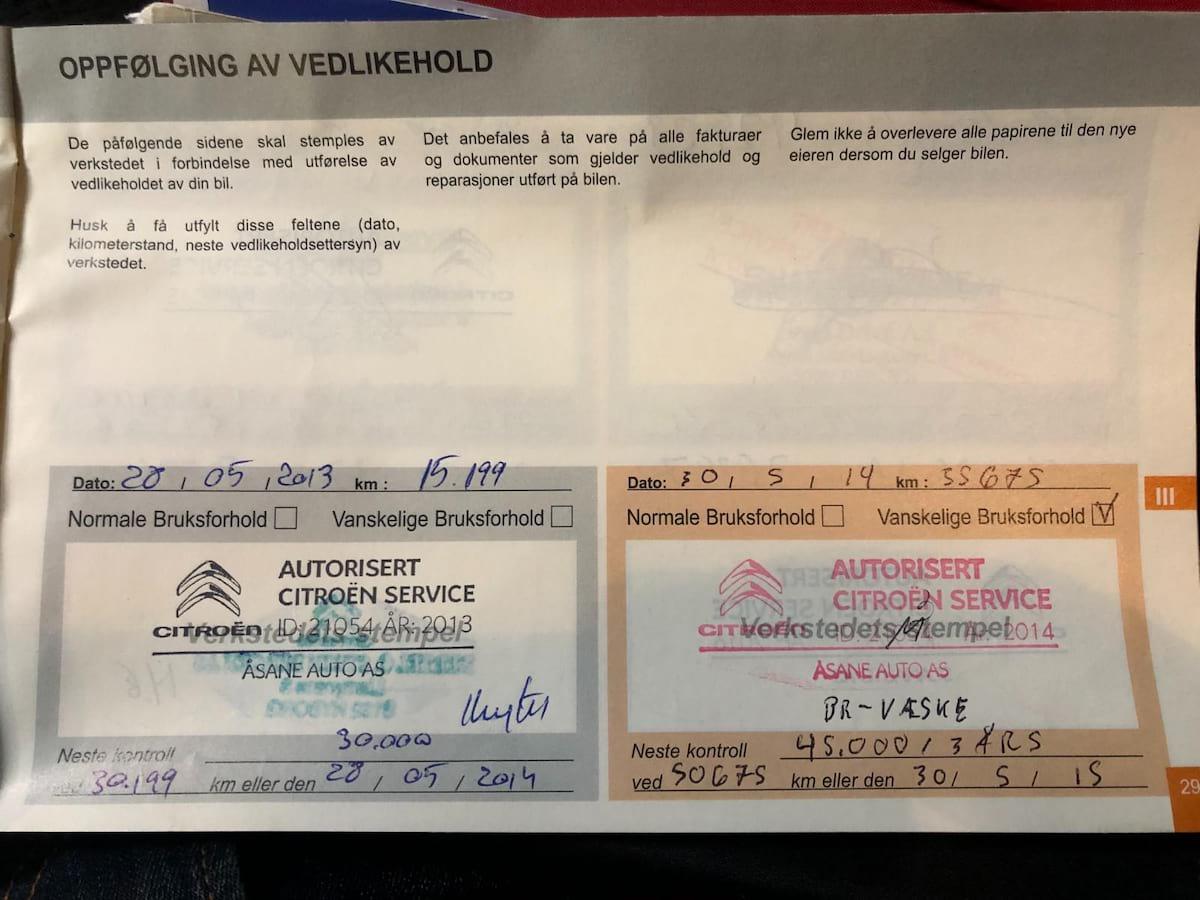 OPPFØLGING AV VEDLIKEHOLD
De påfølgende sidene skal stemples av
verkstedet i forbindelse med utførelse av
vedlikeholdet av din bil.
Husk å få utfylt disse feltene (dato,
kilometerstand, neste vedlikeholdsettersyn) av
verkstedet.
Det anbefales å ta vare på alle fakturaer
og dokumenter som gjelder vedlikehold og
reparasjoner utført på bilen.
Glem ikke å overlevere alle papirene til den nye
eieren dersom du selger bilen.
Dato: 28 / 05 / 2013 km : 15.199
Normale Bruksforhold Vanskelige Bruksforhold
AUTORISERT
CITROËN SERVICE
CITROËN ID: 21054 ÅR: 2013
Verkstedets stempel
ÅSANE AUTO AS
30.000
Neste kontroll
ved 30.199 km eller den 28 / 05 / 2014
Dato: 30 / 5 / 14 km : 35675
Normale Bruksforhold Vanskelige Bruksforhold V
AUTORISERT
CITROËN SERVICE
CITROËN ÅR: 2014
Verkstedets stempel
ÅSANE AUTO AS
BR-VÆSKE
Neste kontroll 45.000 / 3 ÅRS
ved 50675 km eller den 30 / 5 / 15
III
29